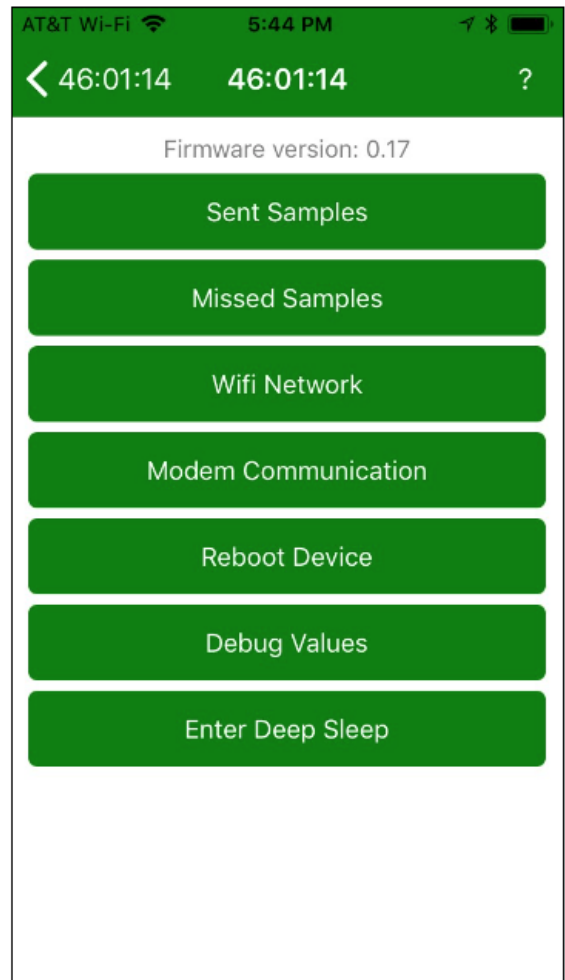 AT&T Wi-Fi 5:44 PM
46:01:14 46:01:14 ?
Firmware version: 0.17
Sent Samples
Missed Samples
Wifi Network
Modem Communication
Reboot Device
Debug Values
Enter Deep Sleep